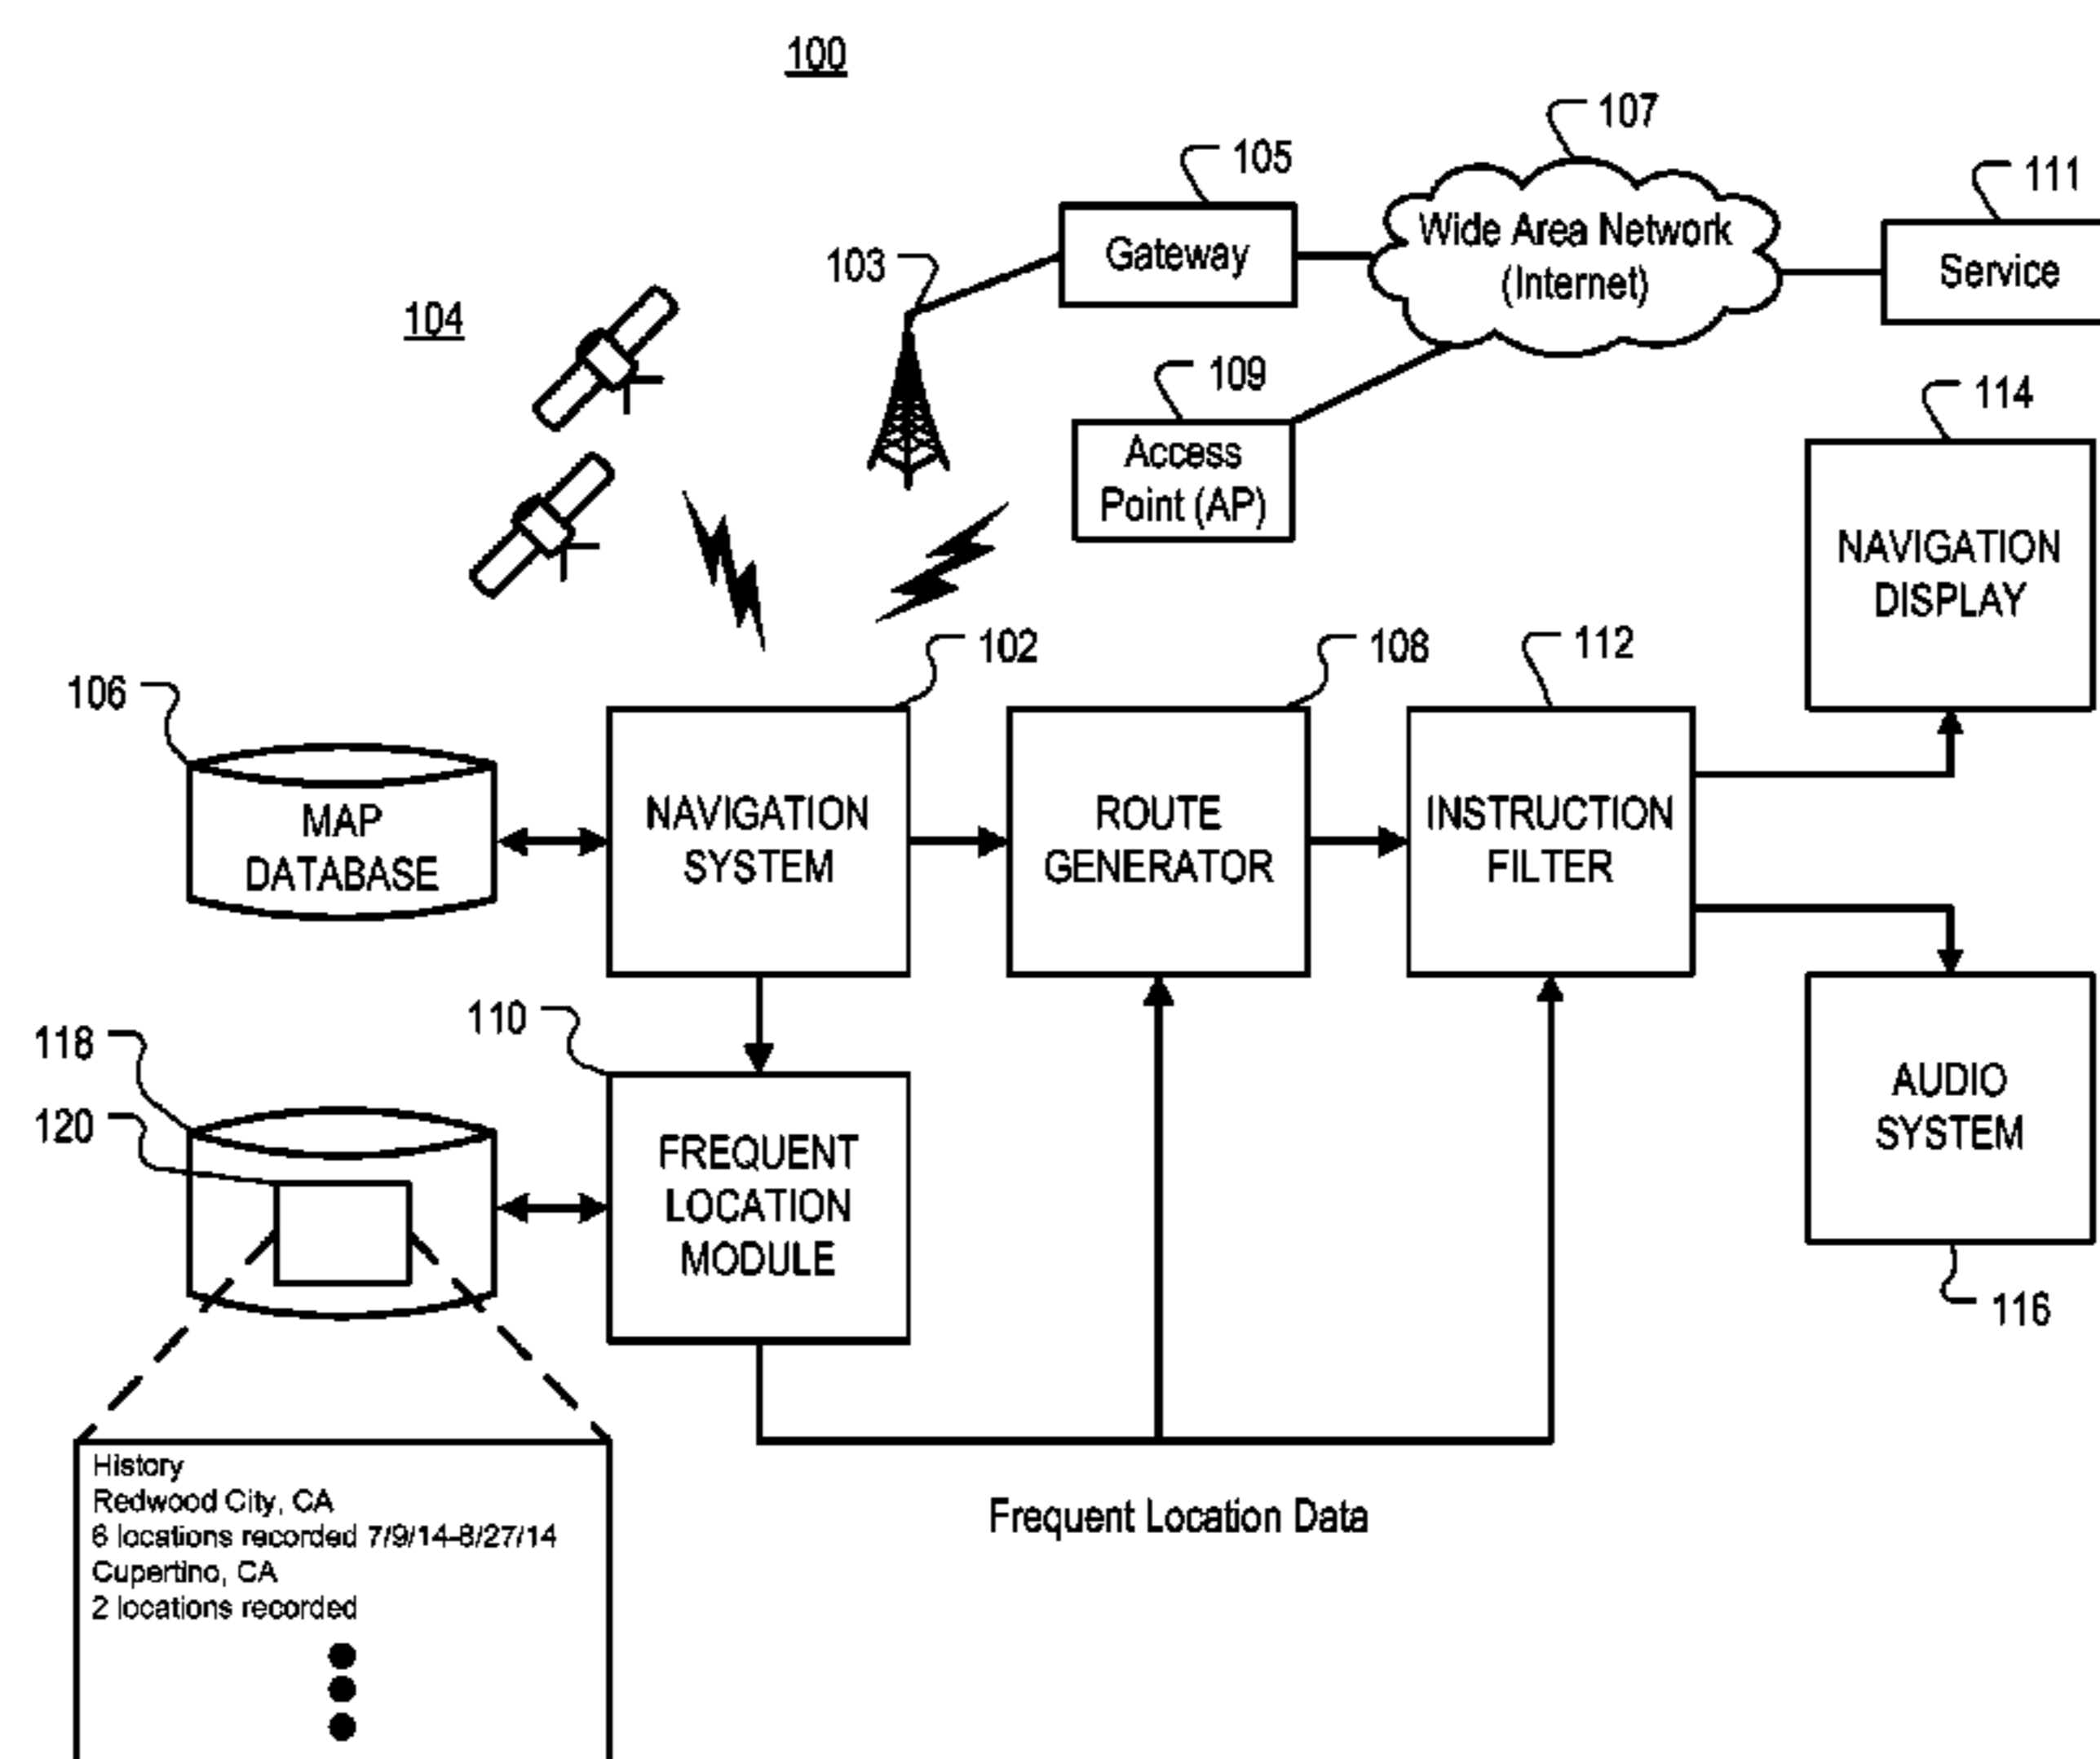 100
107
105
111
Wide Area Network
(Internet)
Gateway
Service
103
104
109
114
Access
Point (AP)
NAVIGATION
DISPLAY
102
108
112
106
MAP
DATABASE
NAVIGATION
SYSTEM
ROUTE
GENERATOR
INSTRUCTION
FILTER
110
118
120
FREQUENT
LOCATION
MODULE
AUDIO
SYSTEM
116
History
Redwood City, CA
6 locations recorded 7/9/14-8/27/14
Cupertino, CA
2 locations recorded
Frequent Location Data